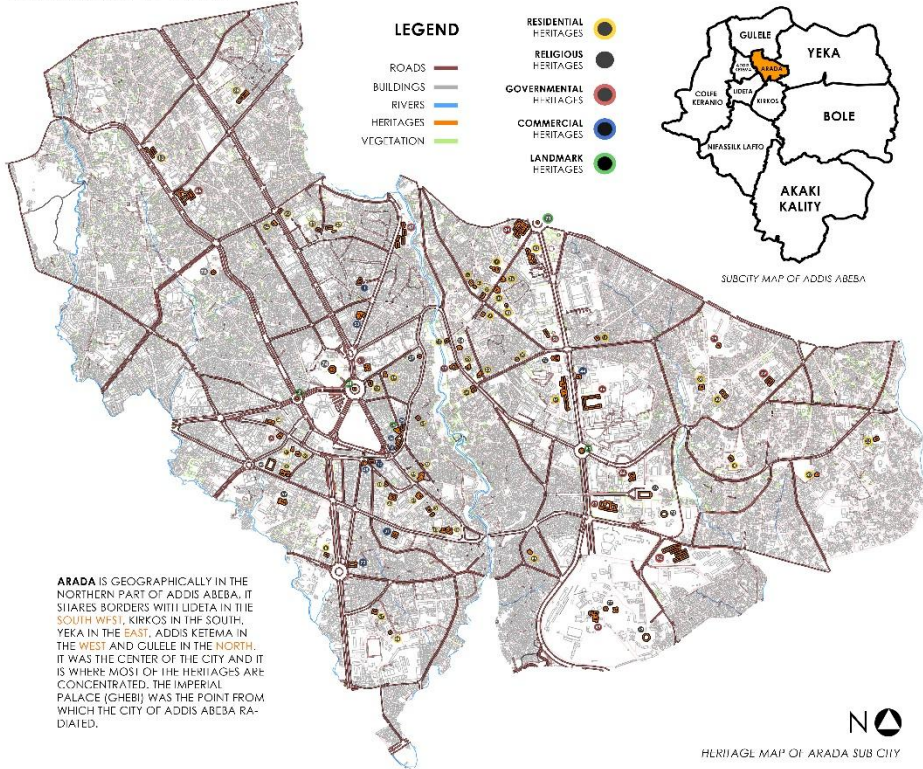 LEGEND
ROADS
BUILDINGS
RIVERS
HERITAGES
VEGETATION
RESIDENTIAL
HERITAGES
RELIGIOUS
HERITAGES
GOVERNMENTAL
HERITAGES
COMMERCIAL
HERITAGES
LANDMARK
HERITAGES
GULELE
YEKA
ARADA
COLFE
KERANIO
LIDETA
KIRKOS
BOLE
NIFASSILK LAFTO
AKAKI
KALITY
SUBCITY MAP OF ADDIS ABEBA
ARADA IS GEOGRAPHICALLY IN THE
NORTHERN PART OF ADDIS ABEBA. IT
SHARES BORDERS WITH LIDETA IN THE
SOUTH WEST, KIRKOS IN THE SOUTH,
YEKA IN THE EAST, ADDIS KETEMA IN
THE WEST AND GULELE IN THE NORTH.
IT WAS THE CENTER OF THE CITY AND IT
IS WHERE MOST OF THE HERITAGES ARE
CONCENTRATED. THE IMPERIAL
PALACE (GHEBI) WAS THE POINT FROM
WHICH THE CITY OF ADDIS ABEBA RA-
DIATED.
N
HERITAGE MAP OF ARADA SUB CITY